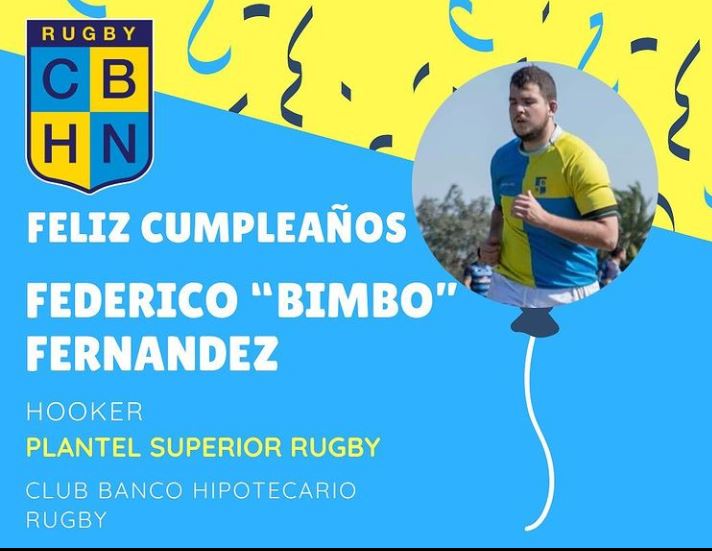 RUGBY
CB
HN
FELIZ CUMPLEAÑOS
FEDERICO "BIMBO"
FERNANDEZ
HOOKER
PLANTEL SUPERIOR RUGBY
CLUB BANCO HIPOTECARIO
RUGBY